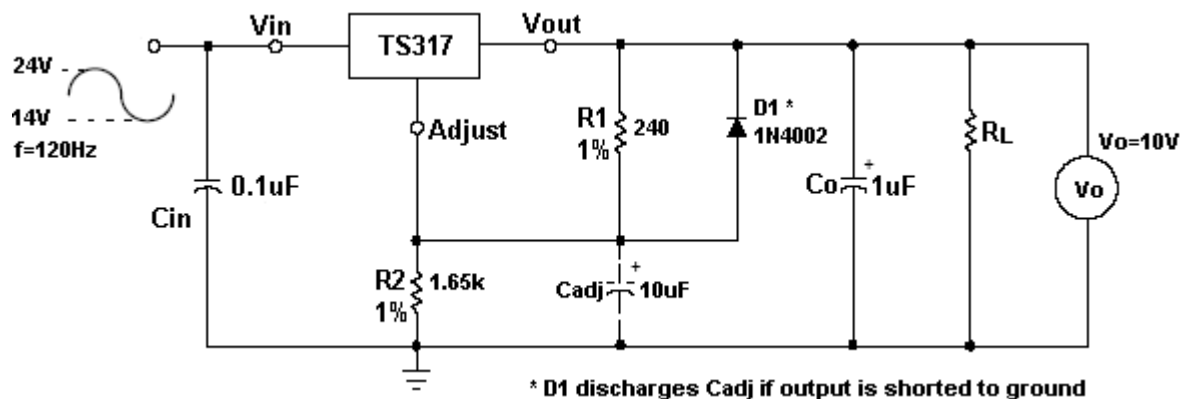 24V
14V
f=120Hz
Vin
TS317
Vout
Adjust
0.1uF
Cin
R1
1%
240
D1 *
1N4002
Co
+
1uF
RL
Vo=10V
Vo
R2
1%
1.65k
Cadj
+
10uF
* D1 discharges Cadj if output is shorted to ground